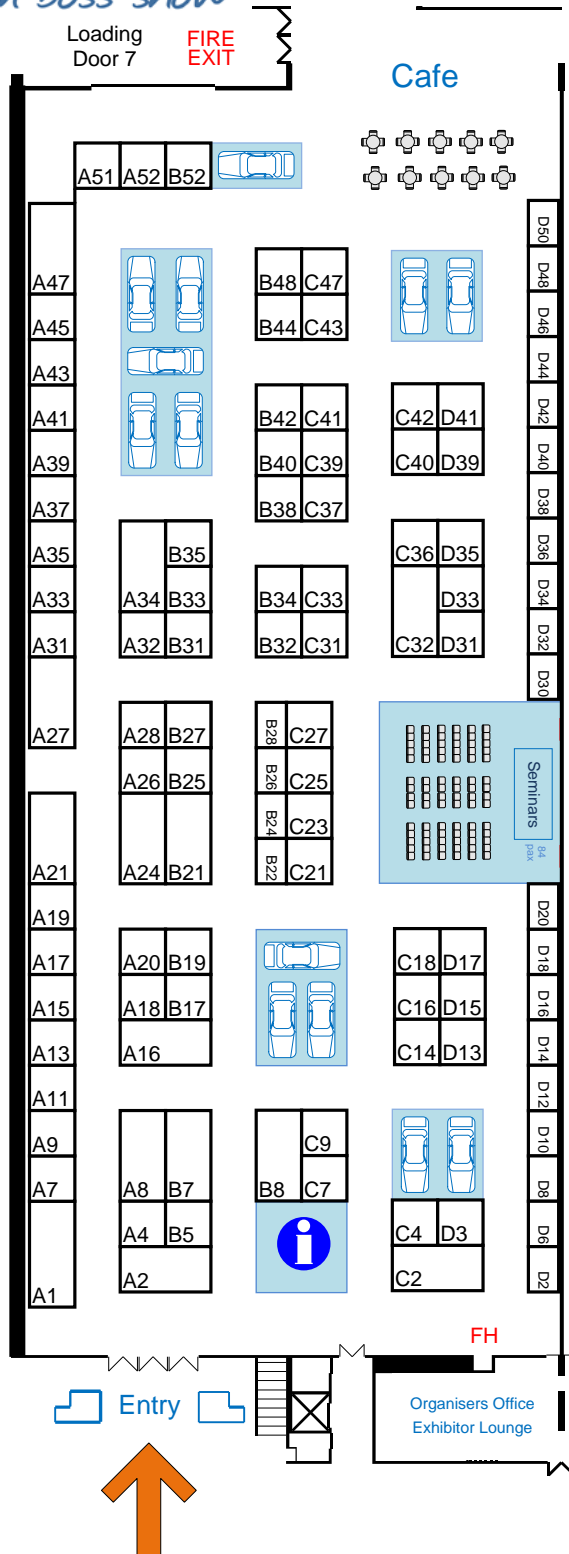 boss show
Loading
Door 7
FIRE
EXIT
Cafe
A51 A52 B52
D50
A47 B48 C47 D48
A45 B44 C43 D46
A43 D44
A41 B42 C41 C42 D41 D42
A39 B40 C39 C40 D39 D40
A37 B38 C37 D38
A35 B35 C36 D35 D36
A33 A34 B33 B34 C33 D33 D34
A31 A32 B31 B32 C31 C32 D31 D32
D30
A27 A28 B27 B28 C27
A26 B25 B26 C25
Seminars
B24 C23
84
pax
A21 A24 B21 B22 C21
A19 D20
A17 A20 B19 C18 D17 D18
A15 A18 B17 C16 D15 D16
A13 A16 C14 D13 D14
A11 D12
A9 C9 D10
A7 A8 B7 B8 C7 D8
A4 B5 i C4 D3 D6
A1 A2 C2 D2
FH
Entry
Organisers Office
Exhibitor Lounge